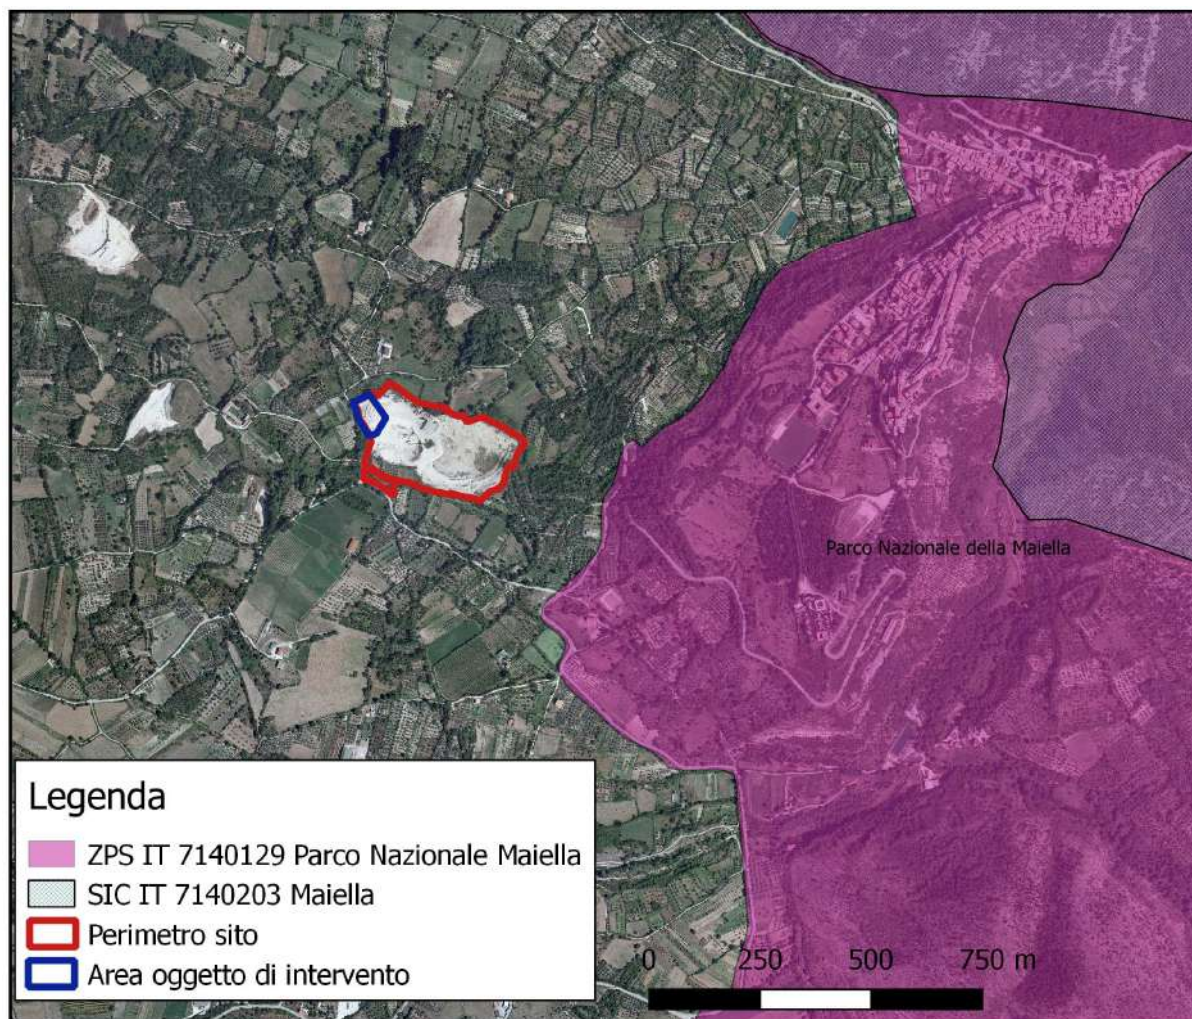 Parco Nazionale della Maiella
Legenda
ZPS IT 7140129 Parco Nazionale Maiella
SIC IT 7140203 Maiella
Perimetro sito
Area oggetto di intervento
0 250 500 750 m